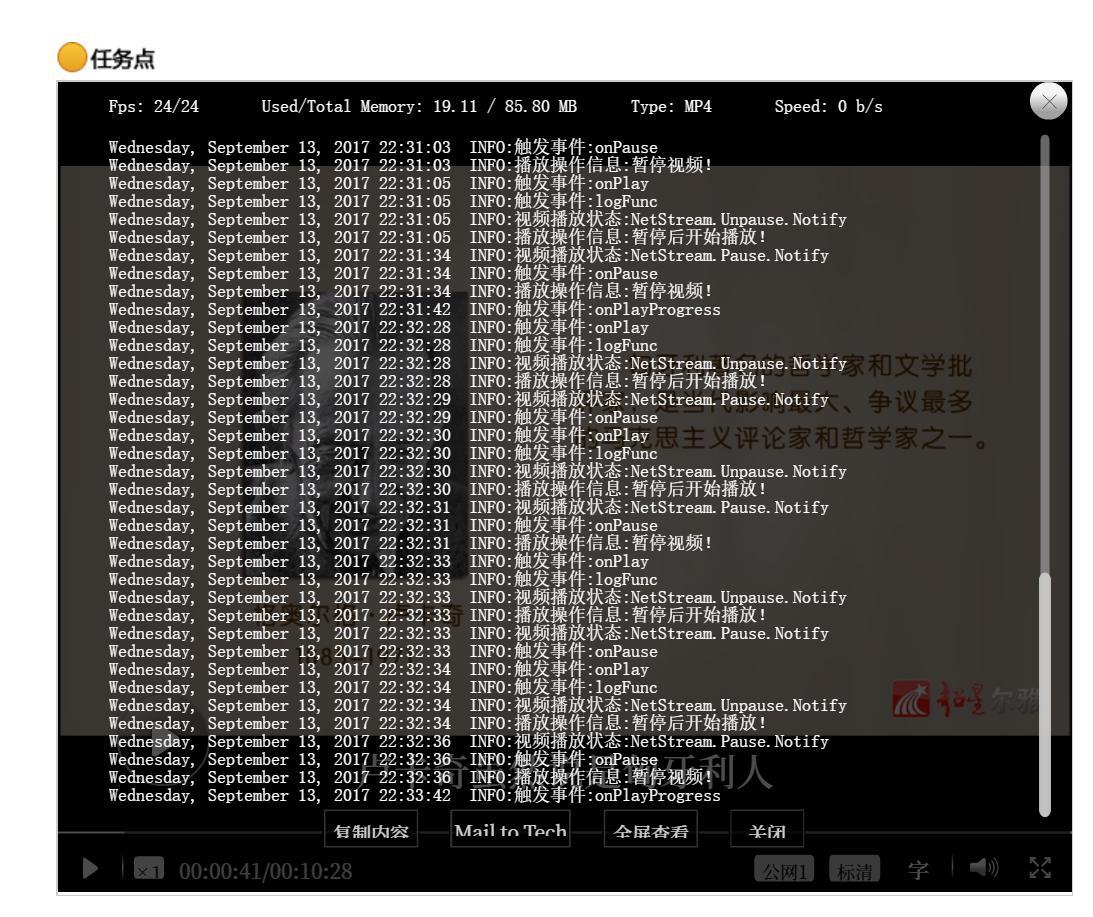 任务点
Fps: 24/24 Used/Total Memory: 19.11 / 85.80 MB Type: MP4 Speed: 0 b/s
Wednesday, September 13, 2017 22:31:03 INFO:触发事件:onPause
Wednesday, September 13, 2017 22:31:03 INFO:播放操作信息:暂停视频!
Wednesday, September 13, 2017 22:31:05 INFO:触发事件:onPlay
Wednesday, September 13, 2017 22:31:05 INFO:触发事件:logFunc
Wednesday, September 13, 2017 22:31:05 INFO:视频播放状态:NetStream.Unpause.Notify
Wednesday, September 13, 2017 22:31:05 INFO:播放操作信息:暂停后开始播放!
Wednesday, September 13, 2017 22:31:34 INFO:视频播放状态:NetStream.Pause.Notify
Wednesday, September 13, 2017 22:31:34 INFO:触发事件:onPause
Wednesday, September 13, 2017 22:31:34 INFO:播放操作信息:暂停视频!
Wednesday, September 13, 2017 22:31:42 INFO:触发事件:onPlayProgress
Wednesday, September 13, 2017 22:32:28 INFO:触发事件:onPlay
Wednesday, September 13, 2017 22:32:28 INFO:触发事件:logFunc
Wednesday, September 13, 2017 22:32:28 INFO:视频播放状态:NetStream.Unpause.Notify
Wednesday, September 13, 2017 22:32:28 INFO:播放操作信息:暂停后开始播放!
Wednesday, September 13, 2017 22:32:29 INFO:视频播放状态:NetStream.Pause.Notify
Wednesday, September 13, 2017 22:32:29 INFO:触发事件:onPause
Wednesday, September 13, 2017 22:32:30 INFO:触发事件:onPlay
Wednesday, September 13, 2017 22:32:30 INFO:触发事件:logFunc
Wednesday, September 13, 2017 22:32:30 INFO:视频播放状态:NetStream.Unpause.Notify
Wednesday, September 13, 2017 22:32:30 INFO:播放操作信息:暂停后开始播放!
Wednesday, September 13, 2017 22:32:31 INFO:视频播放状态:NetStream.Pause.Notify
Wednesday, September 13, 2017 22:32:31 INFO:触发事件:onPause
Wednesday, September 13, 2017 22:32:31 INFO:播放操作信息:暂停视频!
Wednesday, September 13, 2017 22:32:33 INFO:触发事件:onPlay
Wednesday, September 13, 2017 22:32:33 INFO:触发事件:logFunc
Wednesday, September 13, 2017 22:32:33 INFO:视频播放状态:NetStream.Unpause.Notify
Wednesday, September 13, 2017 22:32:33 INFO:播放操作信息:暂停后开始播放!
Wednesday, September 13, 2017 22:32:33 INFO:视频播放状态:NetStream.Pause.Notify
Wednesday, September 13, 2017 22:32:33 INFO:触发事件:onPause
Wednesday, September 13, 2017 22:32:34 INFO:触发事件:onPlay
Wednesday, September 13, 2017 22:32:34 INFO:触发事件:logFunc
Wednesday, September 13, 2017 22:32:34 INFO:视频播放状态:NetStream.Unpause.Notify
Wednesday, September 13, 2017 22:32:34 INFO:播放操作信息:暂停后开始播放!
Wednesday, September 13, 2017 22:32:36 INFO:视频播放状态:NetStream.Pause.Notify
Wednesday, September 13, 2017 22:32:36 INFO:触发事件:onPause
Wednesday, September 13, 2017 22:32:36 INFO:播放操作信息:暂停视频!
Wednesday, September 13, 2017 22:33:42 INFO:触发事件:onPlayProgress
哲学家和文学批
争议最多
思主义评论家和哲学家之一。
超星尔雅
复制内容 Mail to Tech 全屏查看 关闭
×1 00:00:41/00:10:28 公网1 标清 字